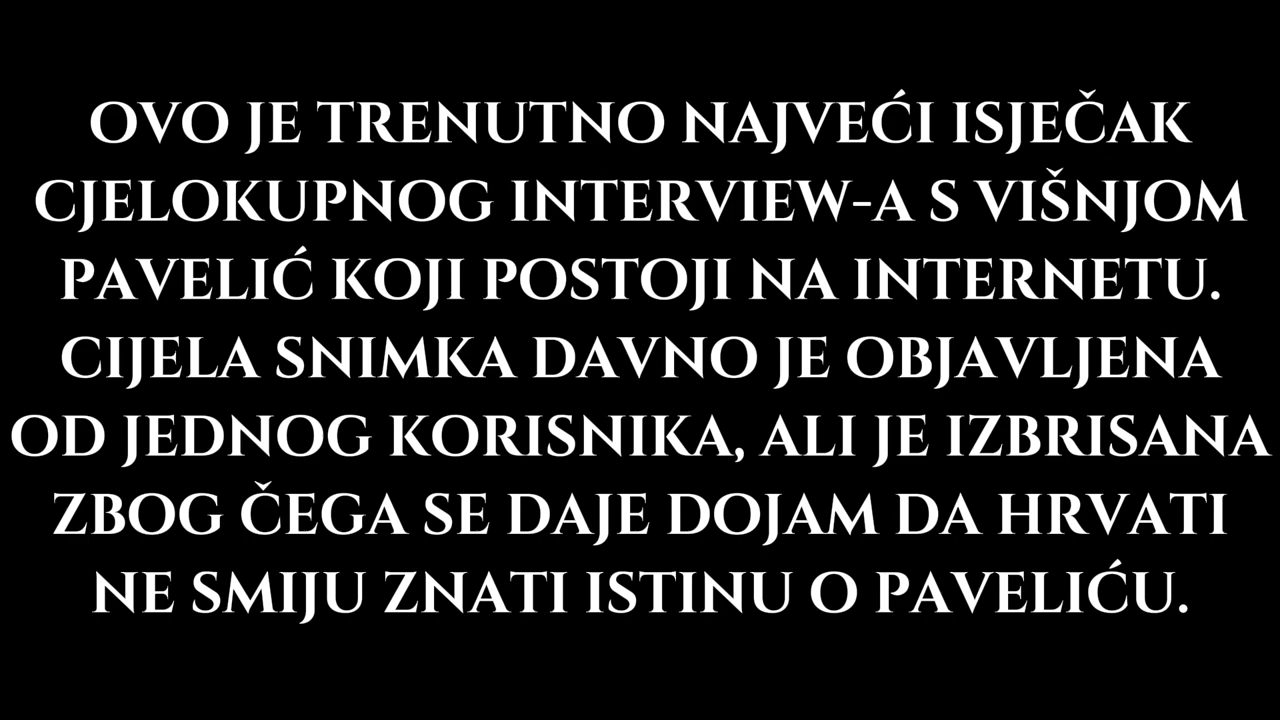 OVO JE TRENUTNO NAJVEĆI ISJEČAK
CJELOKUPNOG INTERVIEW-A S VIŠNJOM
PAVELIĆ KOJI POSTOJI NA INTERNETU.
CIJELA SNIMKA DAVNO JE OBJAVLJENA
OD JEDNOG KORISNIKA, ALI JE IZBRISANA
ZBOG ČEGA SE DAJE DOJAM DA HRVATI
NE SMIJU ZNATI ISTINU O PAVELIĆU.